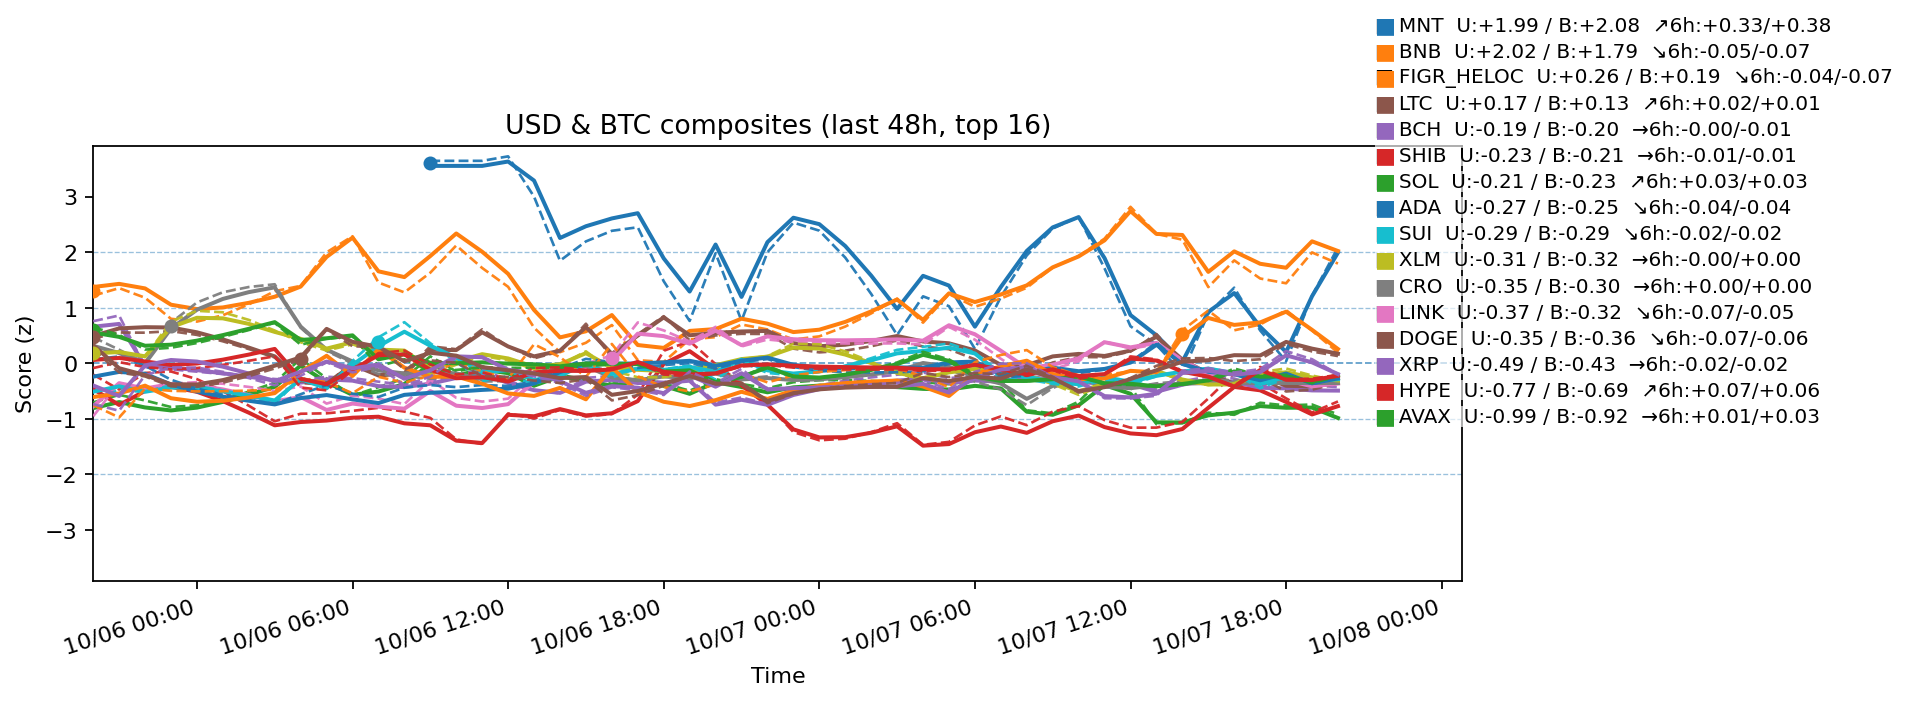 MNT  U:+1.99 / B:+2.08  ↗6h:+0.33/+0.38
BNB  U:+2.02 / B:+1.79  ↘6h:-0.05/-0.07
FIGR_HELOC  U:+0.26 / B:+0.19  ↘6h:-0.04/-0.07
LTC  U:+0.17 / B:+0.13  ↗6h:+0.02/+0.01
BCH  U:-0.19 / B:-0.20  →6h:-0.00/-0.01
SHIB  U:-0.23 / B:-0.21  →6h:-0.01/-0.01
SOL  U:-0.21 / B:-0.23  ↗6h:+0.03/+0.03
ADA  U:-0.27 / B:-0.25  ↘6h:-0.04/-0.04
SUI  U:-0.29 / B:-0.29  ↘6h:-0.02/-0.02
XLM  U:-0.31 / B:-0.32  →6h:-0.00/+0.00
CRO  U:-0.35 / B:-0.30  →6h:+0.00/+0.00
LINK  U:-0.37 / B:-0.32  ↘6h:-0.07/-0.05
DOGE  U:-0.35 / B:-0.36  ↘6h:-0.07/-0.06
XRP  U:-0.49 / B:-0.43  →6h:-0.02/-0.02
HYPE  U:-0.77 / B:-0.69  ↗6h:+0.07/+0.06
AVAX  U:-0.99 / B:-0.92  →6h:+0.01/+0.03
USD & BTC composites (last 48h, top 16)
Score (z)
3
2
1
0
−1
−2
−3
10/06 00:00
10/06 06:00
10/06 12:00
10/06 18:00
10/07 00:00
10/07 06:00
10/07 12:00
10/07 18:00
10/08 00:00
Time